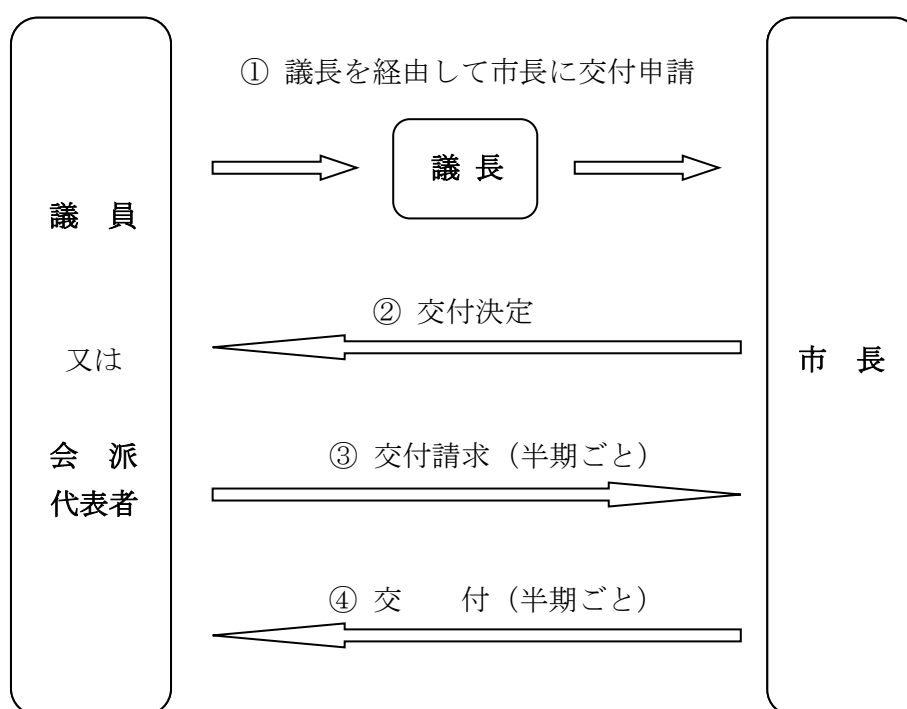 ① 議長を経由して市長に交付申請
議 長
議　員
又は
会　派
代表者
② 交付決定
③ 交付請求（半期ごと）
④ 交　　付（半期ごと）
市　長